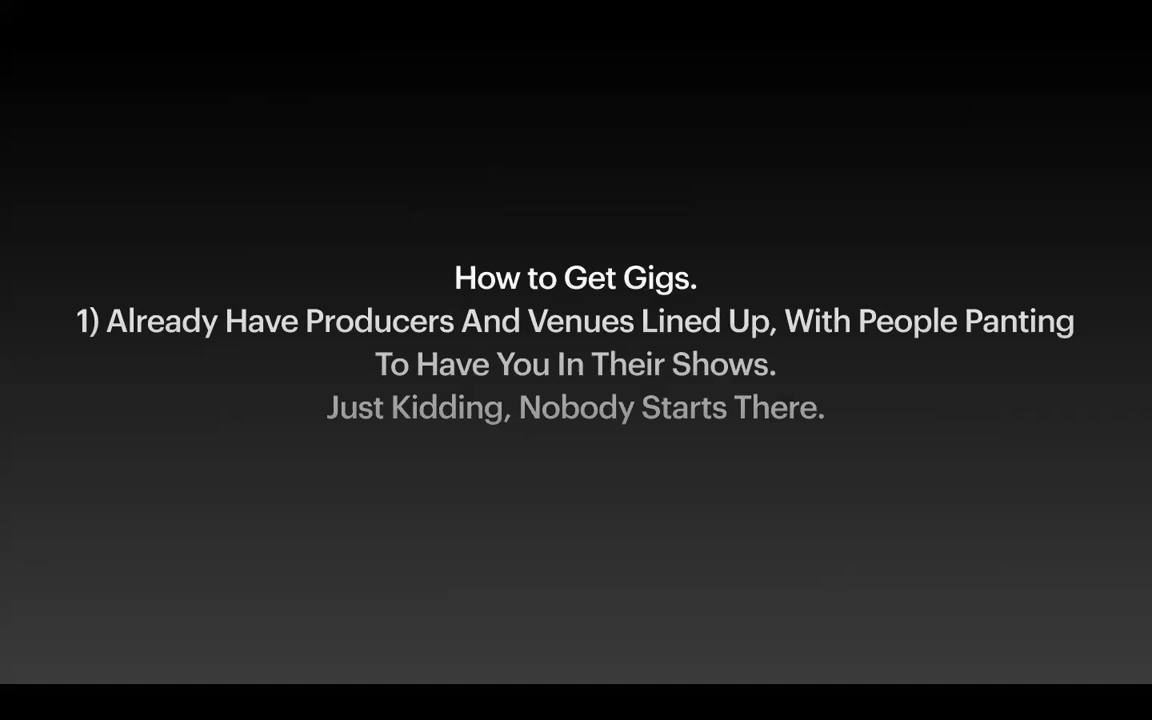 How to Get Gigs.
1) Already Have Producers And Venues Lined Up, With People Panting
To Have You In Their Shows.
Just Kidding, Nobody Starts There.